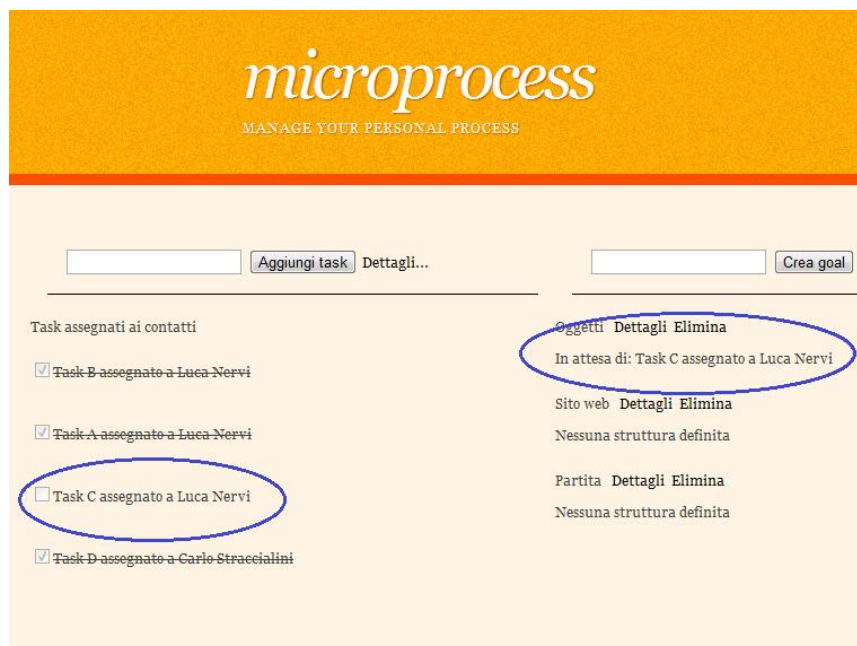 microprocess
MANAGE YOUR PERSONAL PROCESS
Aggiungi task Dettagli...
Crea goal
Task assegnati ai contatti
Task B assegnato a Luca Nervi
Task A assegnato a Luca Nervi
Task C assegnato a Luca Nervi
Task D assegnato a Carlo Straccialini
Oggetti Dettagli Elimina
In attesa di: Task C assegnato a Luca Nervi
Sito web Dettagli Elimina
Nessuna struttura definita
Partita Dettagli Elimina
Nessuna struttura definita